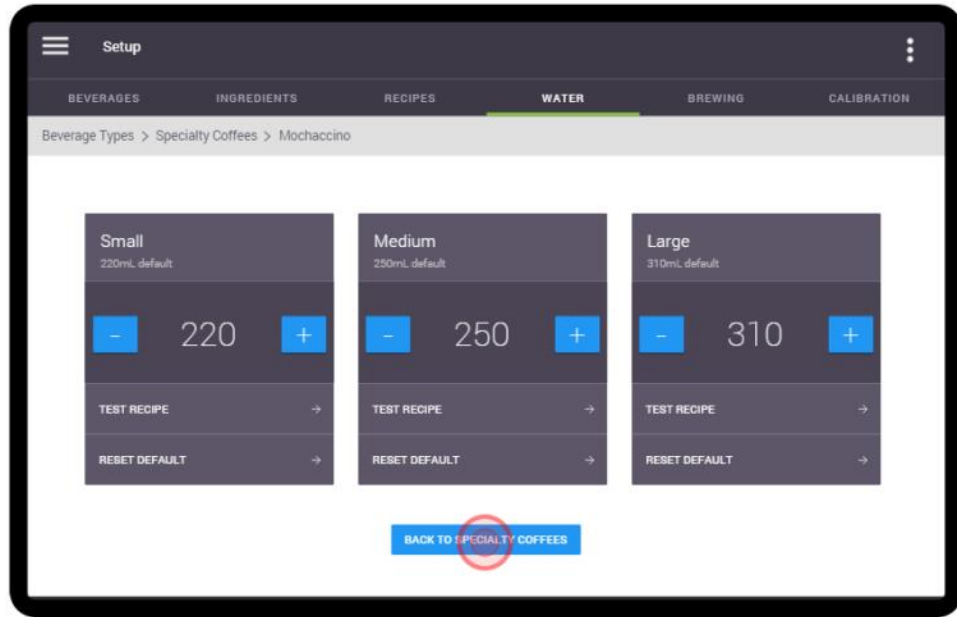 Setup
BEVERAGES INGREDIENTS RECIPES WATER BREWING CALIBRATION
Beverage Types > Specialty Coffees > Mochaccino
Small Medium Large
220mL default 250mL default 310mL default
- 220 + - 250 + - 310 +
TEST RECIPE → TEST RECIPE → TEST RECIPE →
RESET DEFAULT → RESET DEFAULT → RESET DEFAULT →
BACK TO SPECIALTY COFFEES